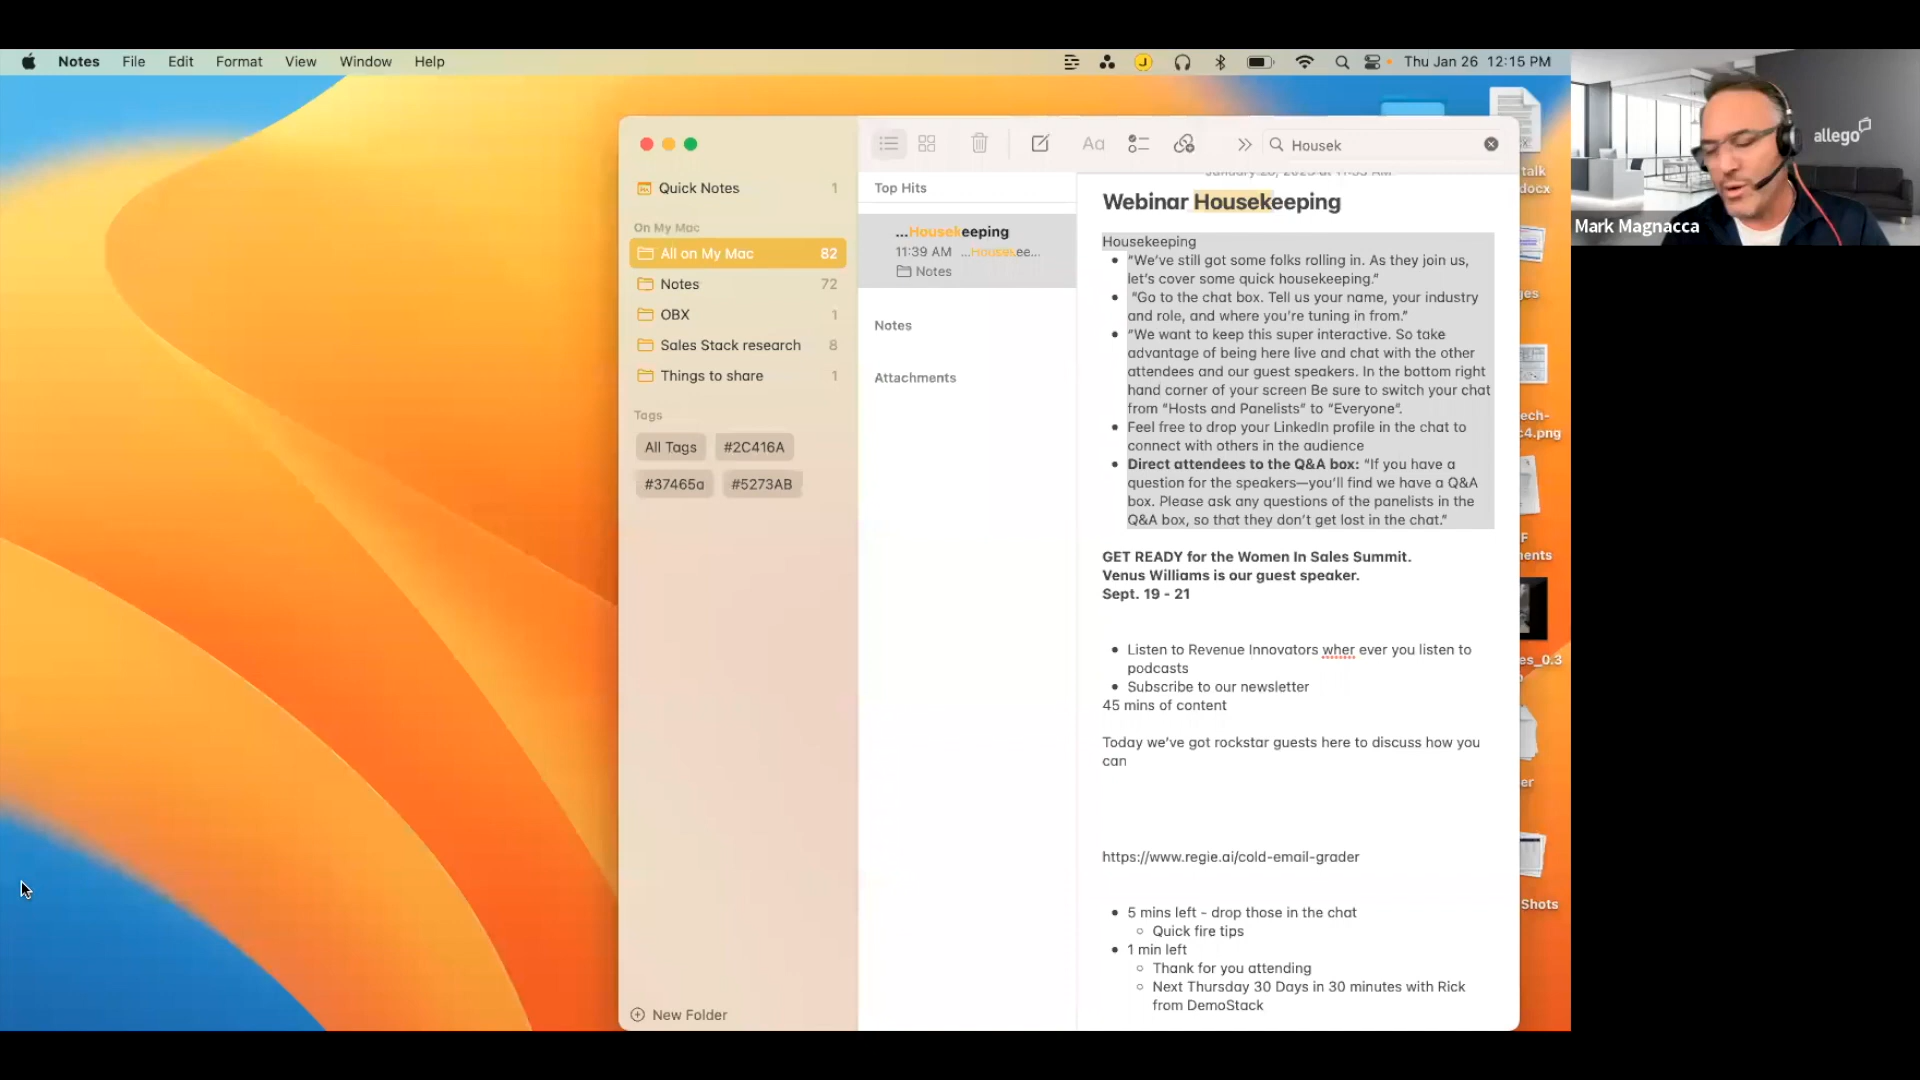 Notes File Edit Format View Window Help
J
Thu Jan 26 12:15 PM
allego
Mark Magnacca
Quick Notes 1
On My Mac
All on My Mac 82
Notes 72
OBX 1
Sales Stack research 8
Things to share 1
Tags
All Tags #2C416A
#37465a #5273AB
New Folder
Aa
Housek
Top Hits
...Housekeeping
11:39 AM ...Housekee...
Notes
Notes
Attachments
Webinar Housekeeping
Housekeeping
• “We’ve still got some folks rolling in. As they join us,
let’s cover some quick housekeeping.”
• “Go to the chat box. Tell us your name, your industry
and role, and where you’re tuning in from.”
• “We want to keep this super interactive. So take
advantage of being here live and chat with the other
attendees and our guest speakers. In the bottom right
hand corner of your screen Be sure to switch your chat
from “Hosts and Panelists” to “Everyone”.
• Feel free to drop your LinkedIn profile in the chat to
connect with others in the audience
• Direct attendees to the Q&A box: “If you have a
question for the speakers—you’ll find we have a Q&A
box. Please ask any questions of the panelists in the
Q&A box, so that they don’t get lost in the chat.”
GET READY for the Women In Sales Summit.
Venus Williams is our guest speaker.
Sept. 19 - 21
• Listen to Revenue Innovators wher ever you listen to
podcasts
• Subscribe to our newsletter
45 mins of content
Today we’ve got rockstar guests here to discuss how you
can
https://www.regie.ai/cold-email-grader
• 5 mins left - drop those in the chat
◦ Quick fire tips
• 1 min left
◦ Thank for you attending
◦ Next Thursday 30 Days in 30 minutes with Rick
from DemoStack
talk
docx
ges
ech-
c4.png
F
ments
es_0.3
er
Shots